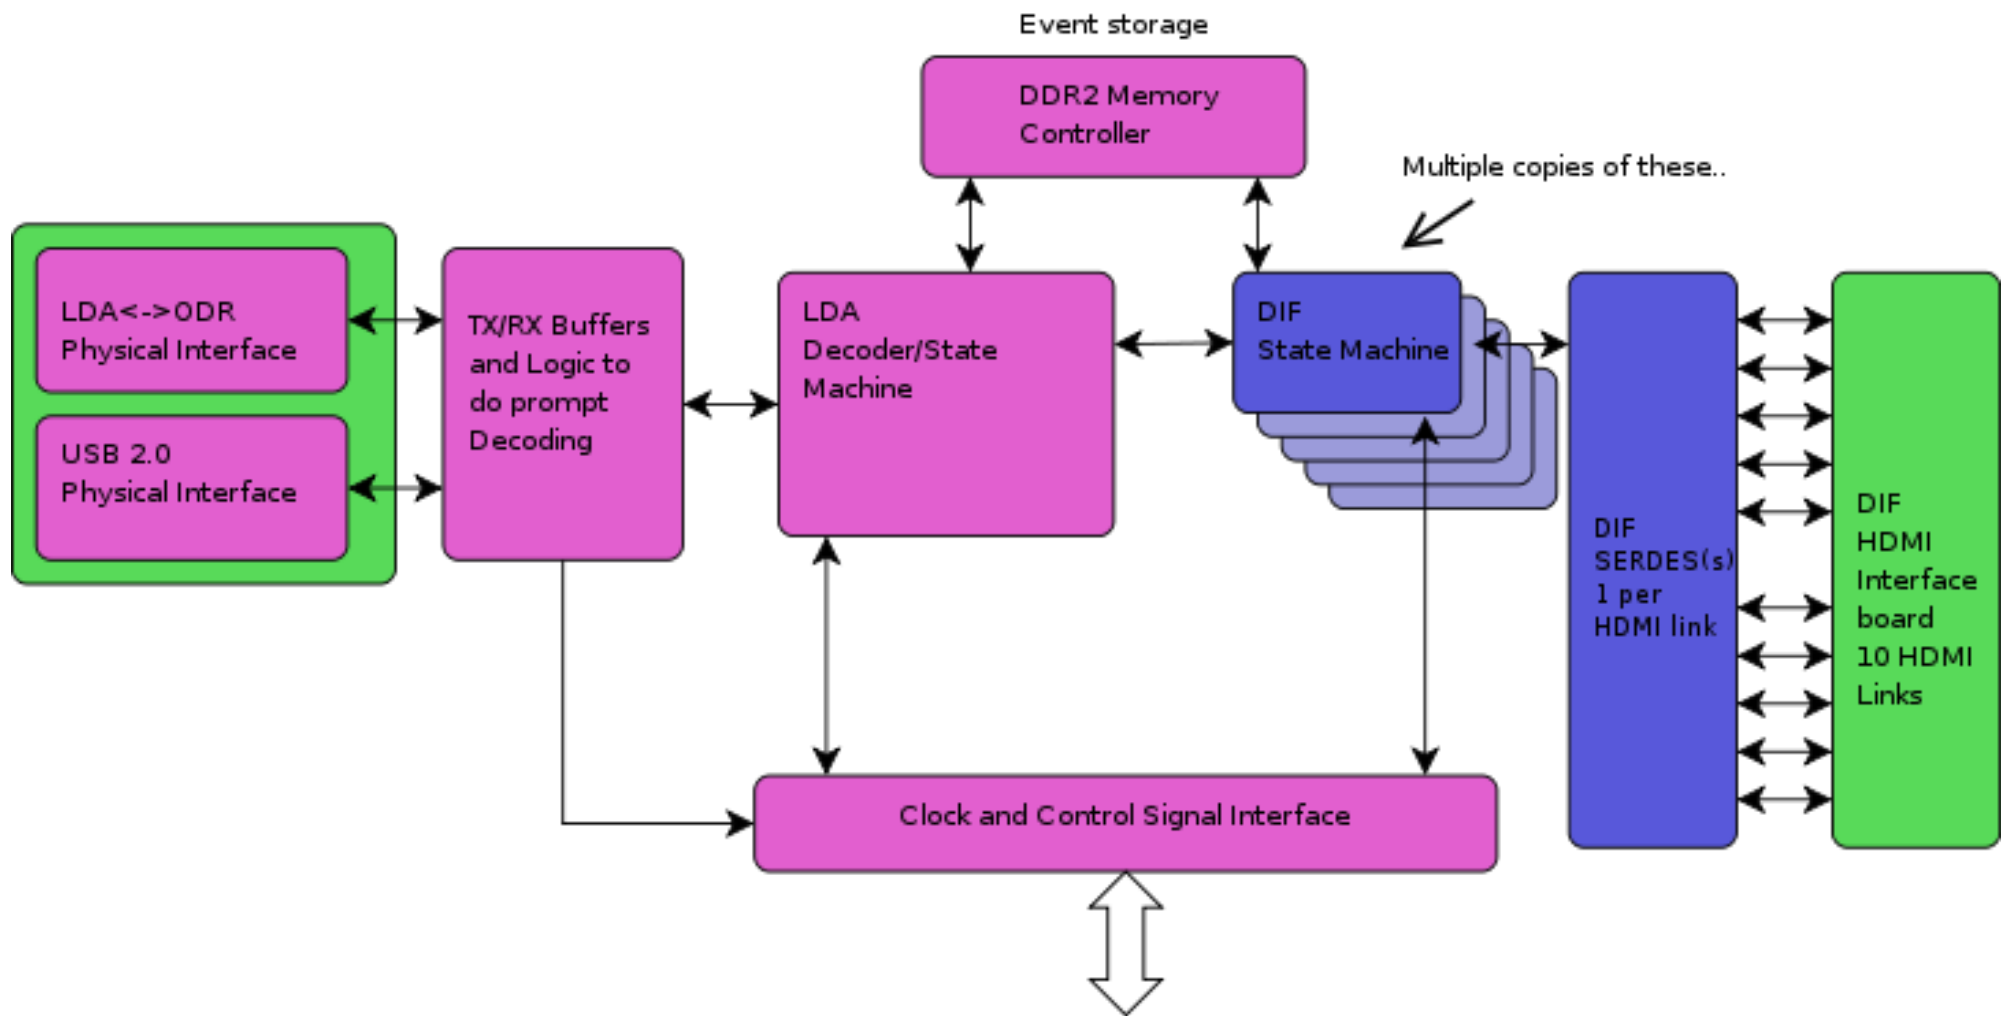 Event storage
DDR2 Memory
Controller
Multiple copies of these..
LDA<->ODR
Physical Interface
USB 2.0
Physical Interface
TX/RX Buffers
and Logic to
do prompt
Decoding
LDA
Decoder/State
Machine
DIF
State Machine
DIF
SERDES(s)
1 per
HDMI link
DIF
HDMI
Interface
board
10 HDMI
Links
Clock and Control Signal Interface